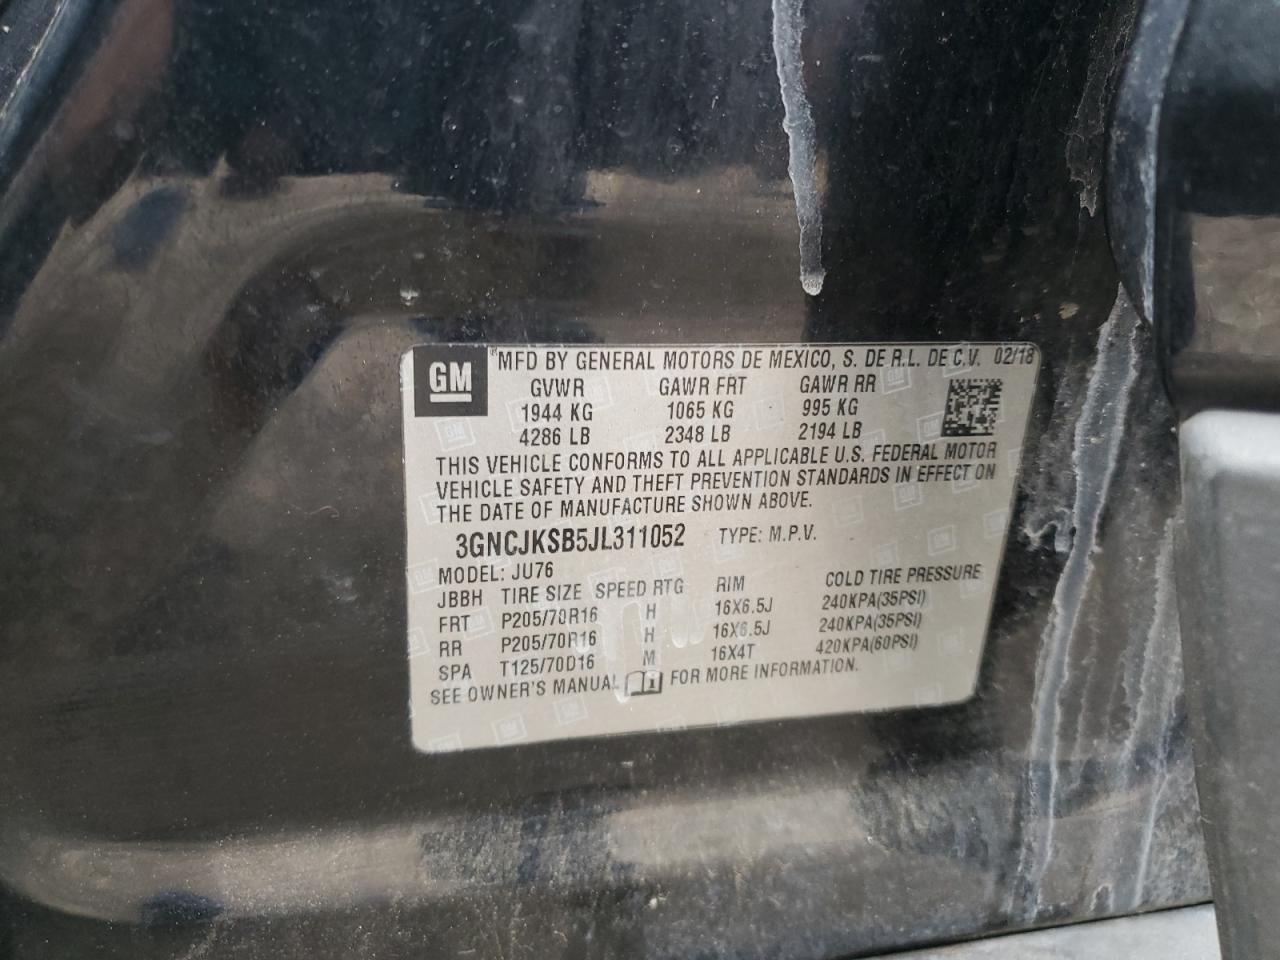 GM ® MFD BY GENERAL MOTORS DE MEXICO, S. DE R.L. DE C.V. 02/18
GVWR GAWR FRT GAWR RR
1944 KG 1065 KG 995 KG
4286 LB 2348 LB 2194 LB
THIS VEHICLE CONFORMS TO ALL APPLICABLE U.S. FEDERAL MOTOR
VEHICLE SAFETY AND THEFT PREVENTION STANDARDS IN EFFECT ON
THE DATE OF MANUFACTURE SHOWN ABOVE.
3GNCJKSB5JL311052 TYPE: M.P.V.
MODEL: JU76
JBBH TIRE SIZE SPEED RTG RIM COLD TIRE PRESSURE
FRT P205/70R16 H 16X6.5J 240KPA(35PSI)
RR P205/70R16 H 16X6.5J 240KPA(35PSI)
SPA T125/70D16 M 16X4T 420KPA(60PSI)
SEE OWNER'S MANUAL i FOR MORE INFORMATION.